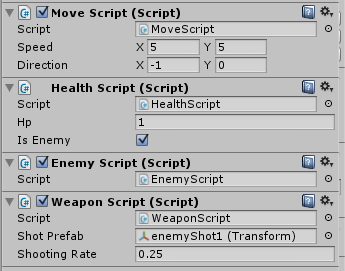 Move Script (Script)
Script MoveScript
Speed X 5 Y 5
Direction X -1 Y 0
Health Script (Script)
Script HealthScript
Hp 1
Is Enemy
Enemy Script (Script)
Script EnemyScript
Weapon Script (Script)
Script WeaponScript
Shot Prefab enemyShot1 (Transform)
Shooting Rate 0.25